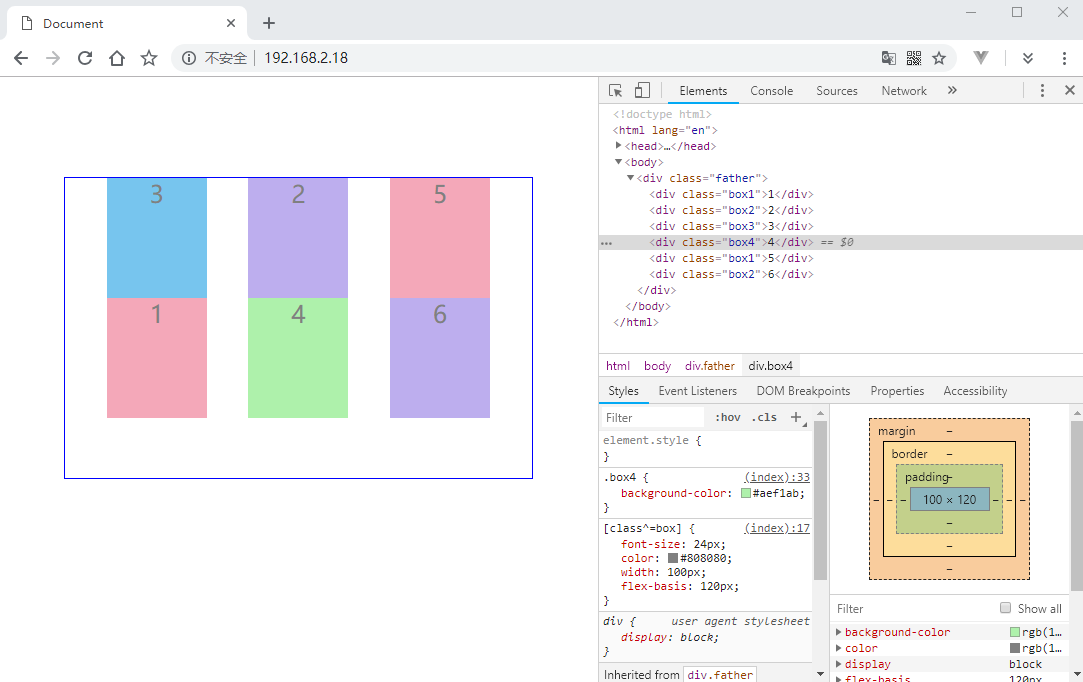 Document
不安全 192.168.2.18
3 2 5
1 4 6
Elements Console Sources Network
<!doctype html>
<html lang="en">
<head>…</head>
<body>
<div class="father">
<div class="box1">1</div>
<div class="box2">2</div>
<div class="box3">3</div>
<div class="box4">4</div> == $0
<div class="box1">5</div>
<div class="box2">6</div>
</div>
</body>
</html>
html body div.father div.box4
Styles Event Listeners DOM Breakpoints Properties Accessibility
Filter :hov .cls +
element.style {
}
.box4 { (index):33
background-color: #aef1ab;
}
[class^=box] { (index):17
font-size: 24px;
color: #808080;
width: 100px;
flex-basis: 120px;
}
div { user agent stylesheet
display: block;
}
Inherited from div.father
margin –
border –
padding –
– – – 100 × 120 – – –
–
–
–
Filter Show all
background-color rgb(1…
color rgb(1…
display block
flex-basis 120px